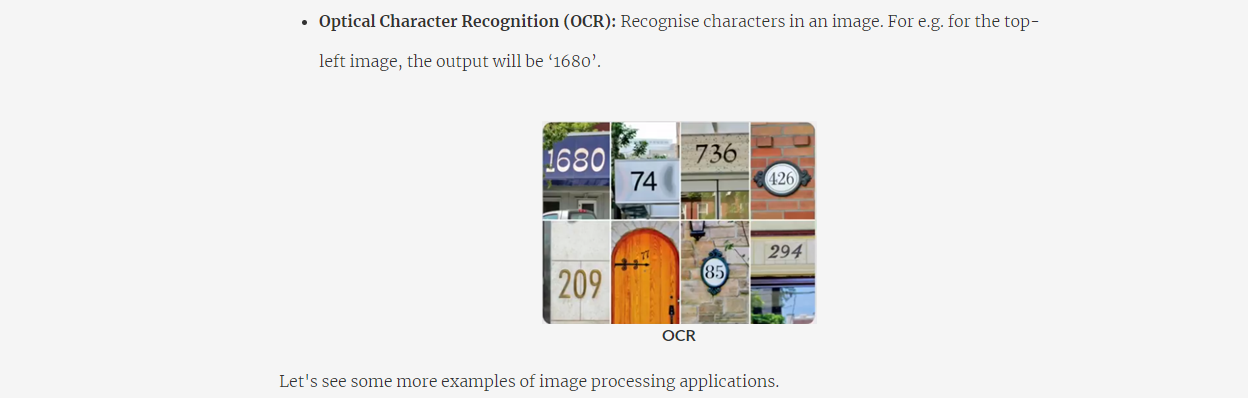 • Optical Character Recognition (OCR): Recognise characters in an image. For e.g. for the top-
left image, the output will be ‘1680’.
1680
74
736
426
209
77
85
294
OCR
Let's see some more examples of image processing applications.